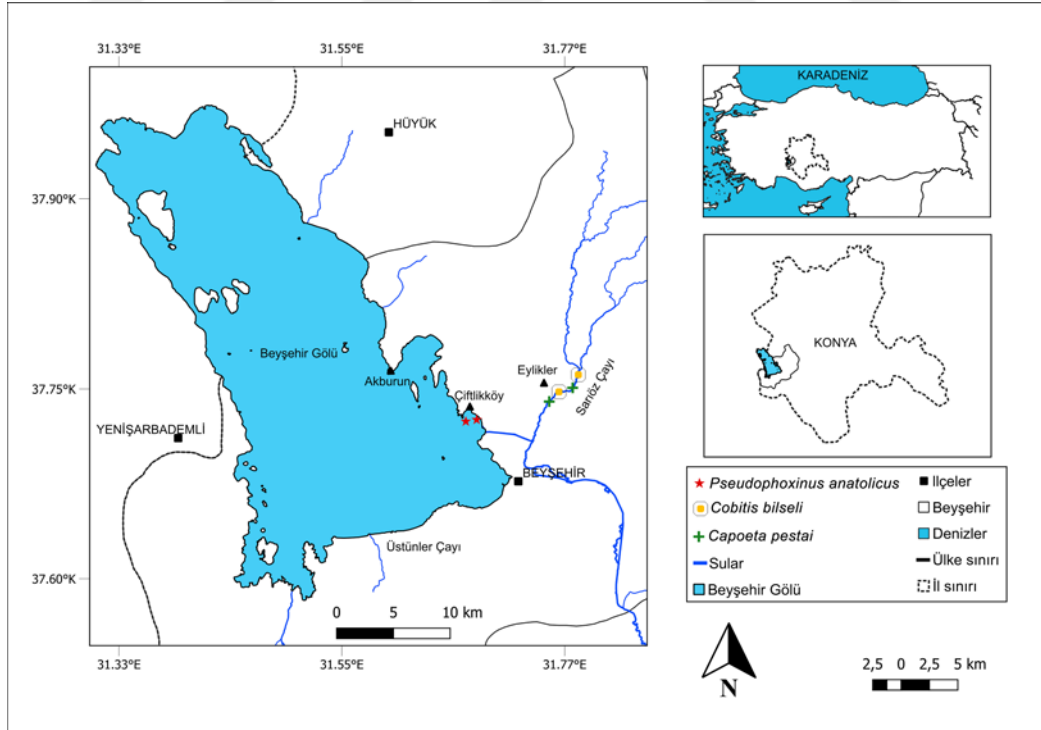 31.33°E
31.55°E
31.77°E
37.90°N
37.75°N
37.60°K
HÜYÜK
Beyşehir Gölü
Akburun
Çiftlikköy
Eylikler
Sarıöz Çayı
YENİŞARBADEMLİ
BEYŞEHİR
Üstünler Çayı
0 5 10 km
31.33°E
31.55°E
31.77°E
KARADENİZ
KONYA
Pseudophoxinus anatolicus
Cobitis bilseli
Capoeta pestai
Sular
Beyşehir Gölü
İlçeler
Beyşehir
Denizler
Ülke sınırı
İl sınırı
N
2,5 0 2,5 5 km